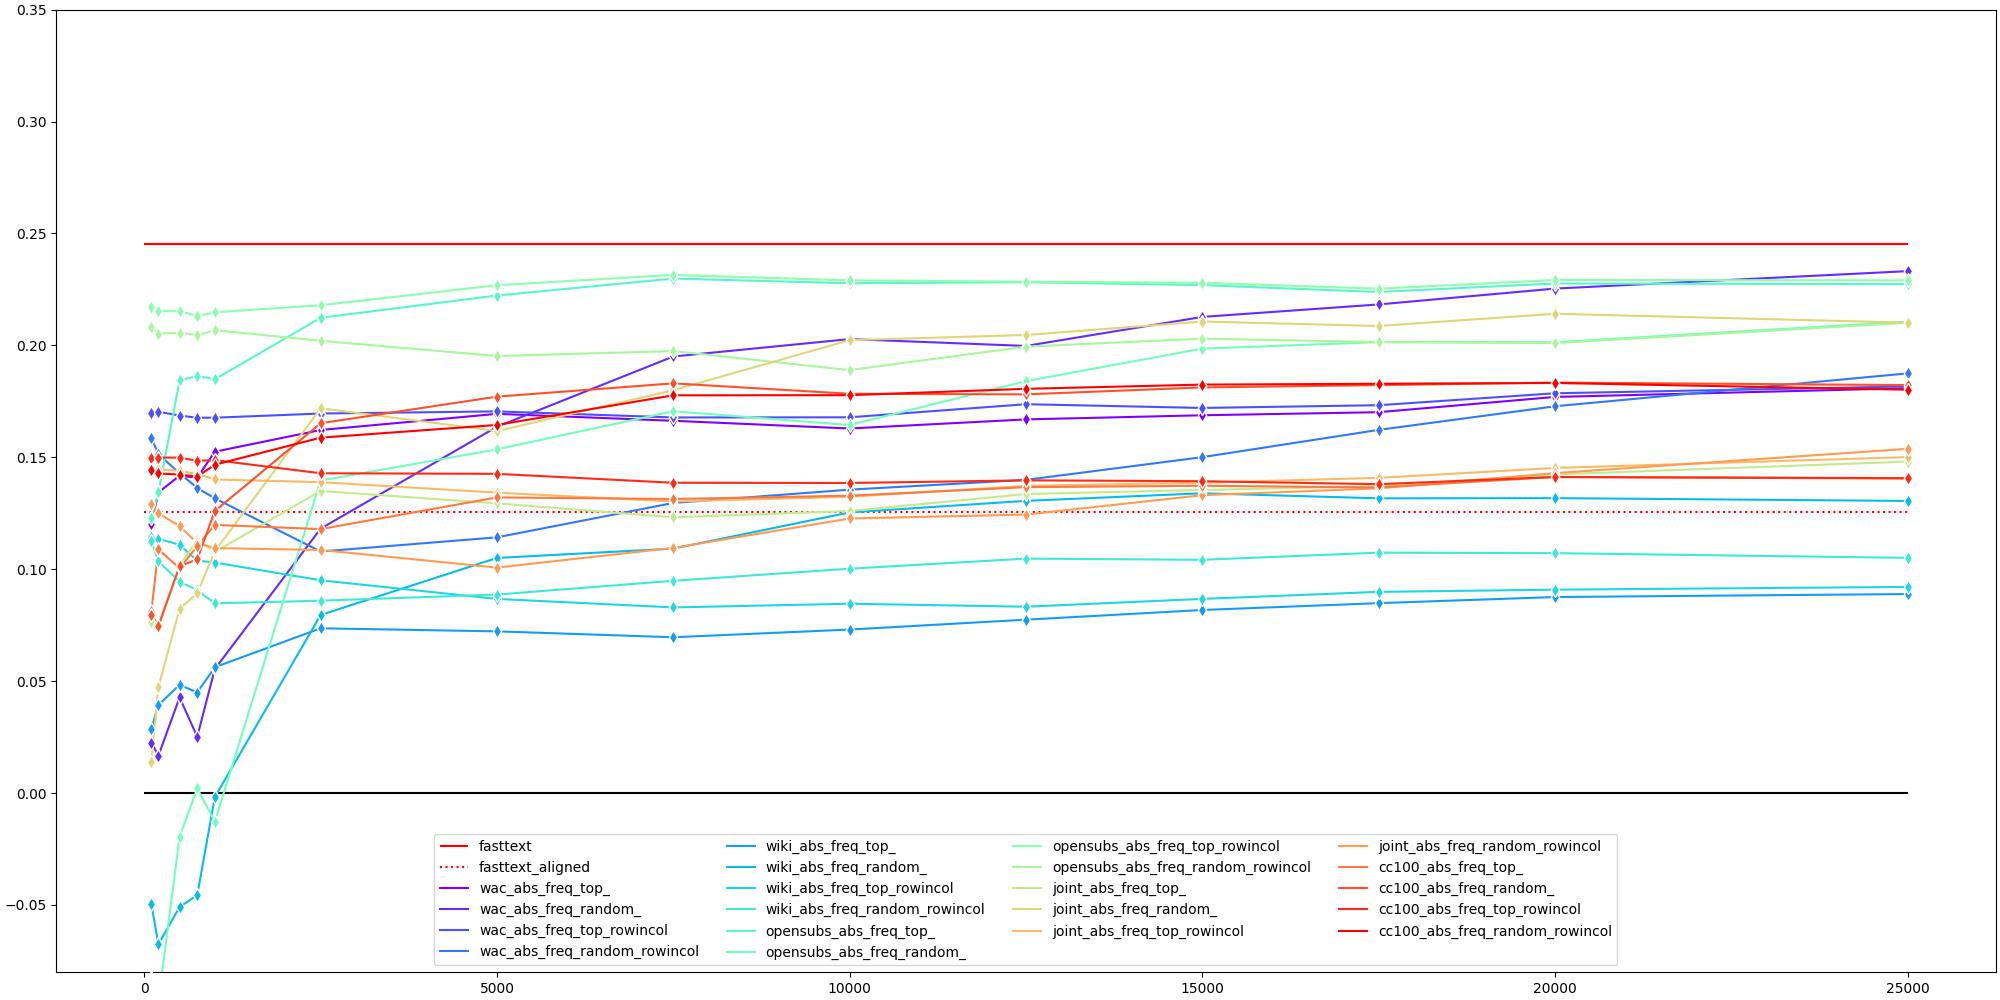 0.35
0.30
0.25
0.20
0.15
0.10
0.05
0.00
−0.05
fasttext
fasttext_aligned
wac_abs_freq_top_
wac_abs_freq_random_
wac_abs_freq_top_rowincol
wac_abs_freq_random_rowincol
wiki_abs_freq_top_
wiki_abs_freq_random_
wiki_abs_freq_top_rowincol
wiki_abs_freq_random_rowincol
opensubs_abs_freq_top_
opensubs_abs_freq_random_
opensubs_abs_freq_top_rowincol
opensubs_abs_freq_random_rowincol
joint_abs_freq_top_
joint_abs_freq_random_
joint_abs_freq_top_rowincol
joint_abs_freq_random_rowincol
cc100_abs_freq_top_
cc100_abs_freq_random_
cc100_abs_freq_top_rowincol
cc100_abs_freq_random_rowincol
0 5000 10000 15000 20000 25000